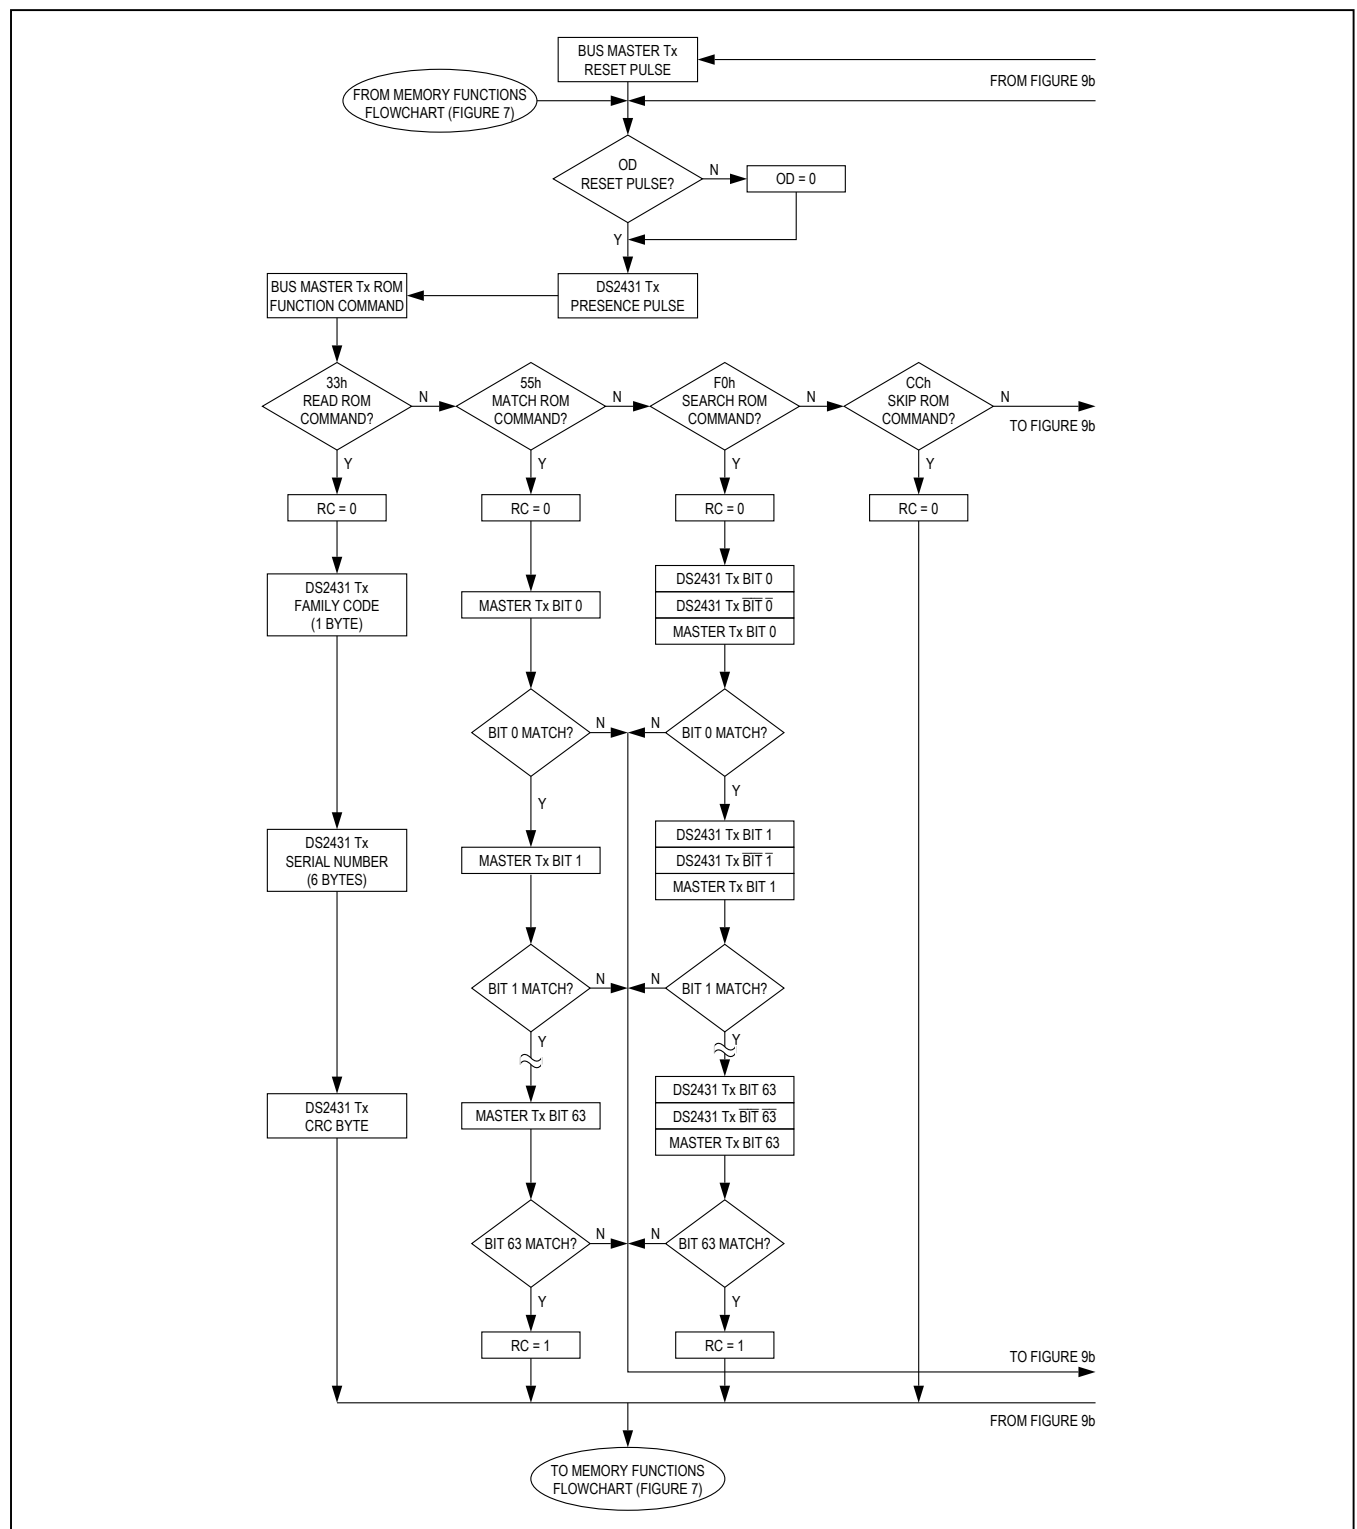 BUS MASTER Tx
RESET PULSE
FROM FIGURE 9b
FROM MEMORY FUNCTIONS
FLOWCHART (FIGURE 7)
OD
RESET PULSE?
N
OD = 0
Y
BUS MASTER Tx ROM
FUNCTION COMMAND
DS2431 Tx
PRESENCE PULSE
33h
READ ROM
COMMAND?
N
55h
MATCH ROM
COMMAND?
N
F0h
SEARCH ROM
COMMAND?
N
CCh
SKIP ROM
COMMAND?
N
TO FIGURE 9b
Y
Y
Y
Y
RC = 0
RC = 0
RC = 0
RC = 0
DS2431 Tx
FAMILY CODE
(1 BYTE)
MASTER Tx BIT 0
DS2431 Tx BIT 0
DS2431 Tx B̅I̅T̅ 0̅
MASTER Tx BIT 0
BIT 0 MATCH?
N
N
BIT 0 MATCH?
Y
Y
DS2431 Tx
SERIAL NUMBER
(6 BYTES)
MASTER Tx BIT 1
DS2431 Tx BIT 1
DS2431 Tx B̅I̅T̅ 1̅
MASTER Tx BIT 1
BIT 1 MATCH?
N
N
BIT 1 MATCH?
Y
Y
DS2431 Tx
CRC BYTE
MASTER Tx BIT 63
DS2431 Tx BIT 63
DS2431 Tx B̅I̅T̅ 6̅3̅
MASTER Tx BIT 63
BIT 63 MATCH?
N
N
BIT 63 MATCH?
Y
Y
RC = 1
RC = 1
TO FIGURE 9b
FROM FIGURE 9b
TO MEMORY FUNCTIONS
FLOWCHART (FIGURE 7)